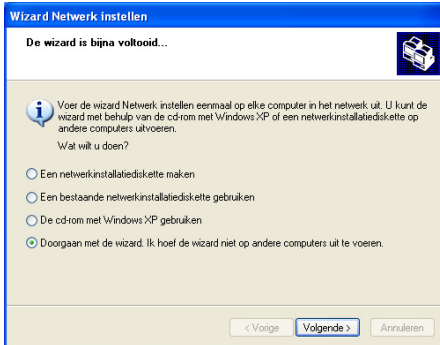 Wizard Netwerk instellen
De wizard is bijna voltooid...
Voer de wizard Netwerk instellen eenmaal op elke computer in het netwerk uit. U kunt de
wizard met behulp van de cd-rom met Windows XP of een netwerkinstallatiediskette op
andere computers uitvoeren.
Wat wilt u doen?
Een netwerkinstallatiediskette maken
Een bestaande netwerkinstallatiediskette gebruiken
De cd-rom met Windows XP gebruiken
Doorgaan met de wizard. Ik hoef de wizard niet op andere computers uit te voeren.
< Vorige Volgende > Annuleren